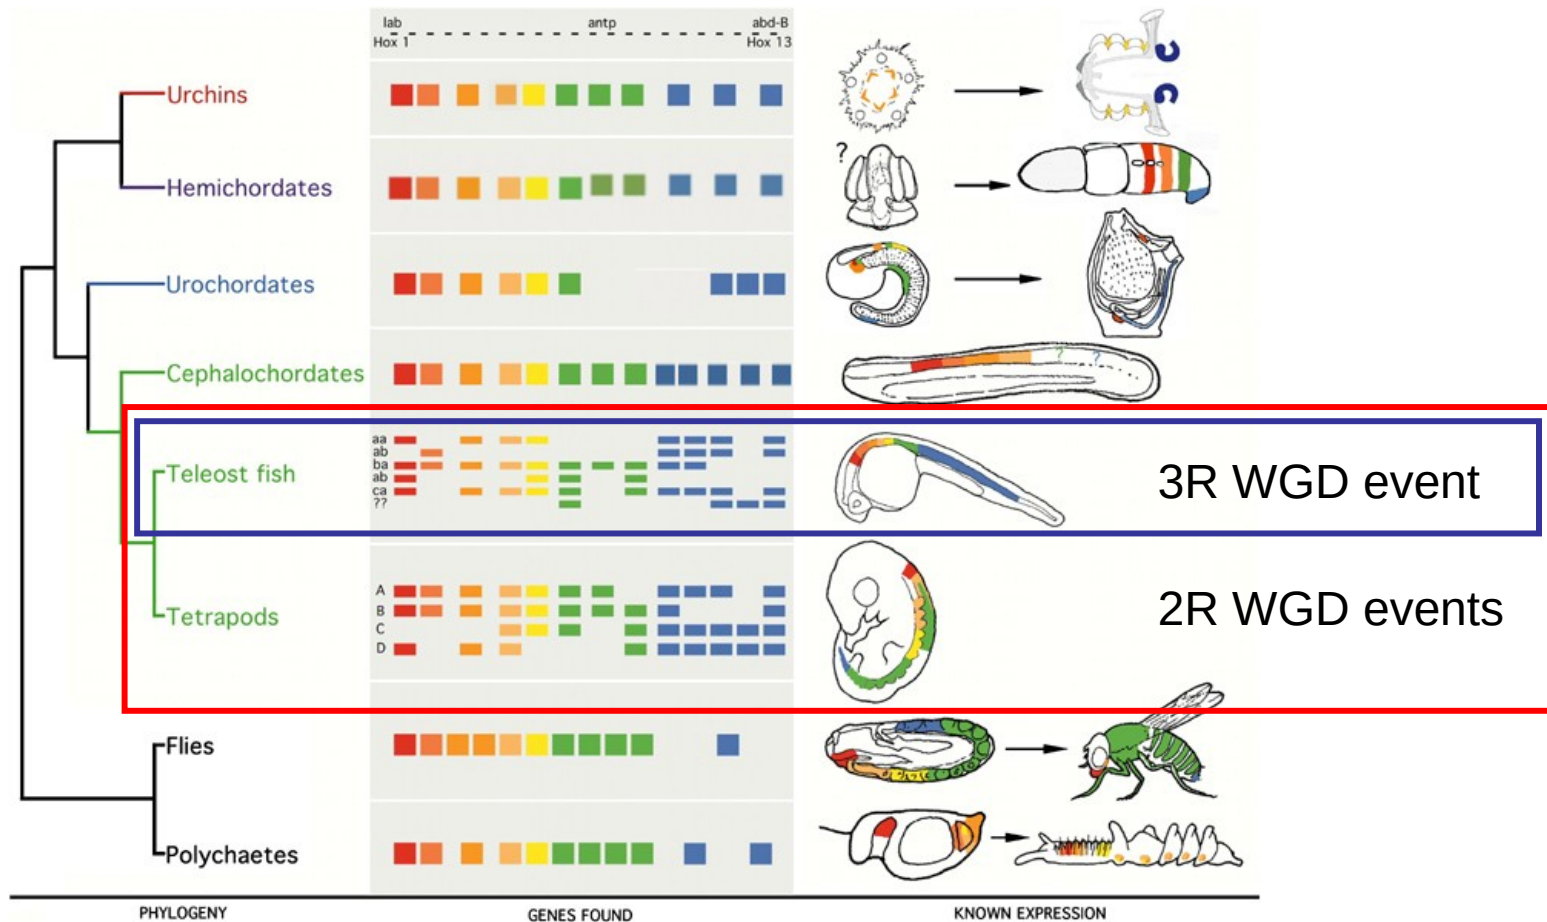 lab antp abd-B
Hox 1 Hox 13
Urchins
Hemichordates
?
Urochordates
Cephalochordates
? ?
aa
ab
ba
ab
ca
??
Teleost fish
3R WGD event
A
B
C
D
Tetrapods
2R WGD events
Flies
Polychaetes
PHYLOGENY GENES FOUND KNOWN EXPRESSION